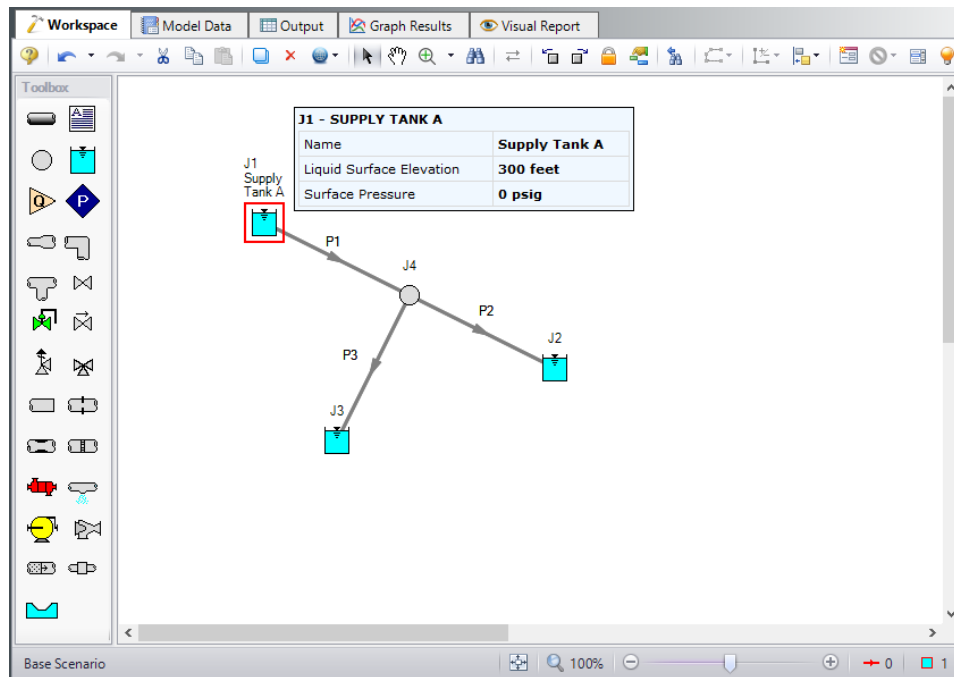 Workspace Model Data Output Graph Results Visual Report
Toolbox
A
Q P
J1 - SUPPLY TANK A
Name Supply Tank A
Liquid Surface Elevation 300 feet
Surface Pressure 0 psig
J1
Supply
Tank A
P1
J4
P2
J2
P3
J3
Base Scenario 100% 0 1